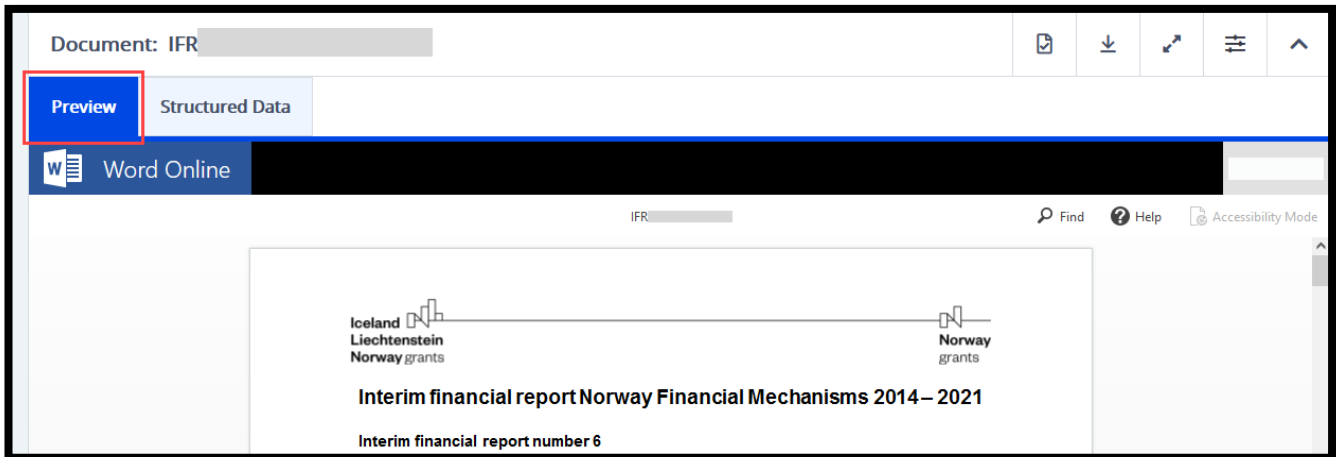 Document: IFR
Preview Structured Data
Word Online
IFR Find Help Accessibility Mode
Iceland
Liechtenstein
Norway grants
Norway
grants
Interim financial report Norway Financial Mechanisms 2014 – 2021
Interim financial report number 6